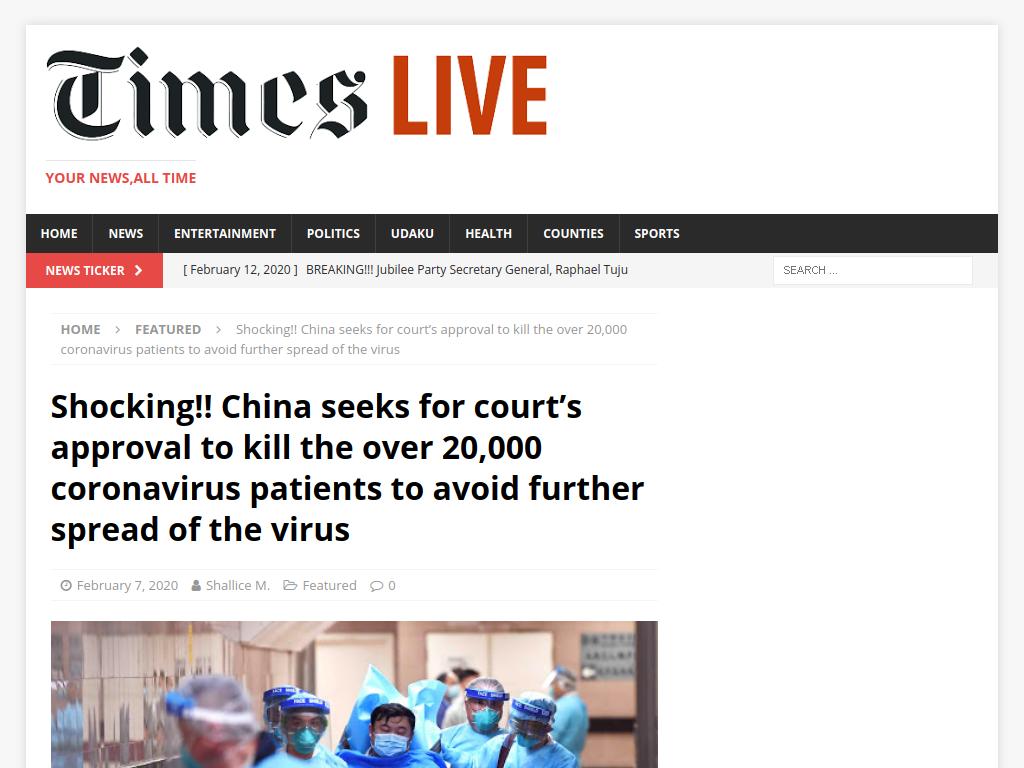 Times LIVE
YOUR NEWS,ALL TIME
HOME NEWS ENTERTAINMENT POLITICS UDAKU HEALTH COUNTIES SPORTS
NEWS TICKER [ February 12, 2020 ] BREAKING!!! Jubilee Party Secretary General, Raphael Tuju SEARCH ...
HOME FEATURED Shocking!! China seeks for court’s approval to kill the over 20,000
coronavirus patients to avoid further spread of the virus
Shocking!! China seeks for court’s
approval to kill the over 20,000
coronavirus patients to avoid further
spread of the virus
February 7, 2020 Shallice M. Featured 0
FACE SHIELD
FACE SHIELD
FACE SHIELD